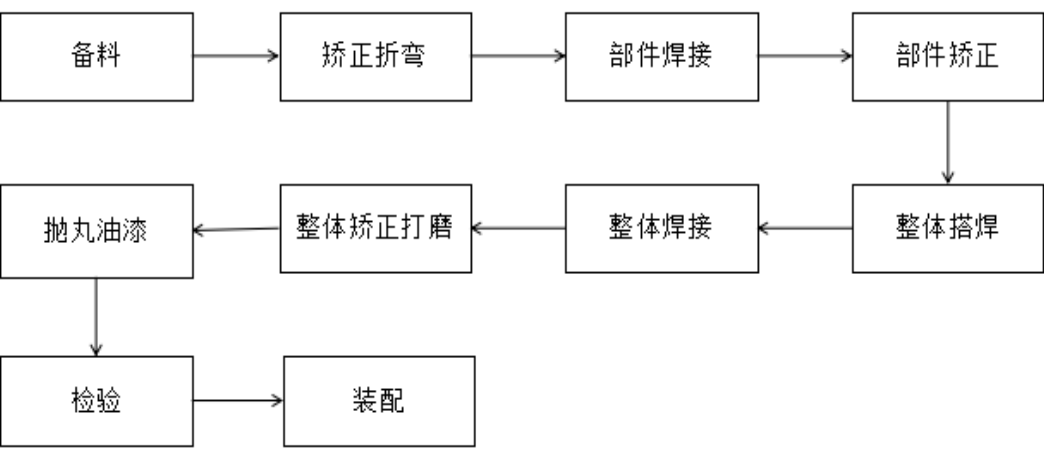 备料
矫正折弯
部件焊接
部件矫正
抛丸油漆
整体矫正打磨
整体焊接
整体搭焊
检验
装配